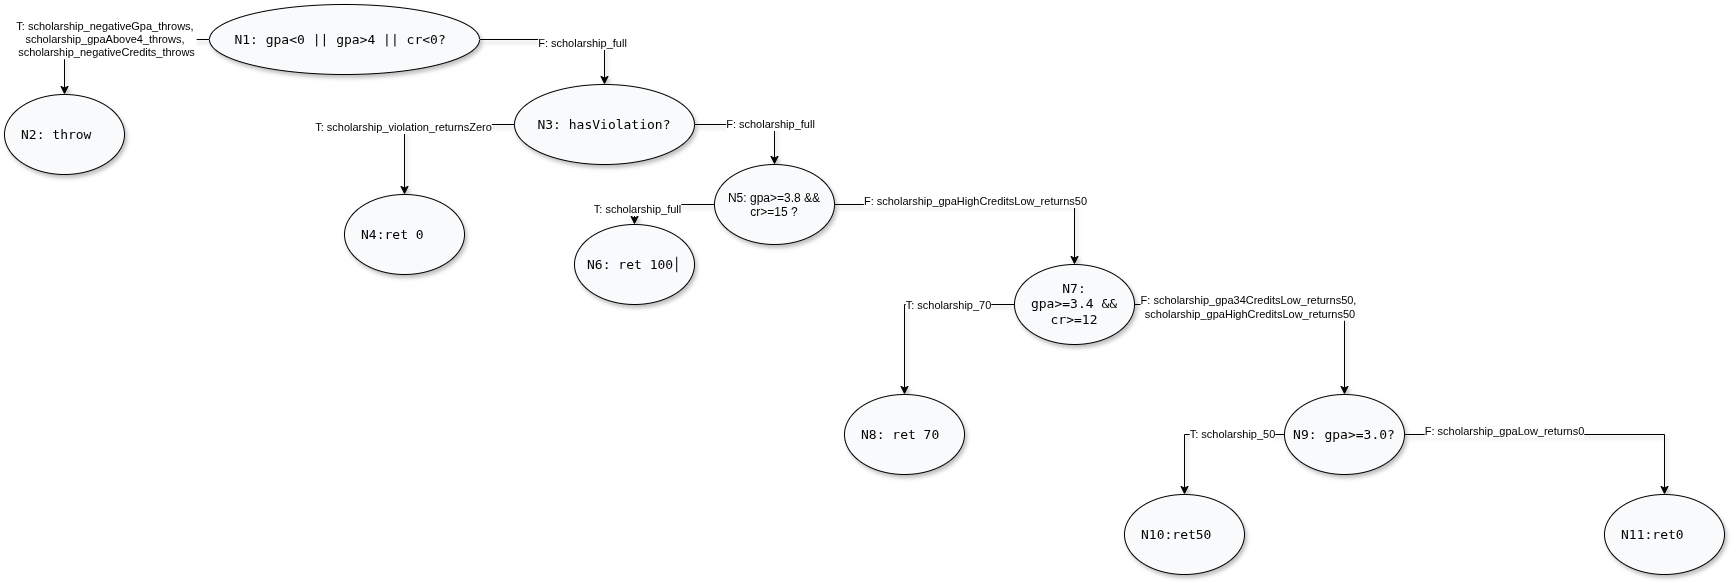 T: scholarship_negativeGpa_throws,
scholarship_gpaAbove4_throws,
scholarship_negativeCredits_throws
N1: gpa<0 || gpa>4 || cr<0?
F: scholarship_full
N2: throw
T: scholarship_violation_returnsZero
N3: hasViolation?
F: scholarship_full
N4:ret 0
T: scholarship_full
N5: gpa>=3.8 &&
cr>=15 ?
F: scholarship_gpaHighCreditsLow_returns50
N6: ret 100
T: scholarship_70
N7:
gpa>=3.4 &&
cr>=12
F: scholarship_gpa34CreditsLow_returns50,
scholarship_gpaHighCreditsLow_returns50
N8: ret 70
T: scholarship_50
N9: gpa>=3.0?
F: scholarship_gpaLow_returns0
N10:ret50
N11:ret0